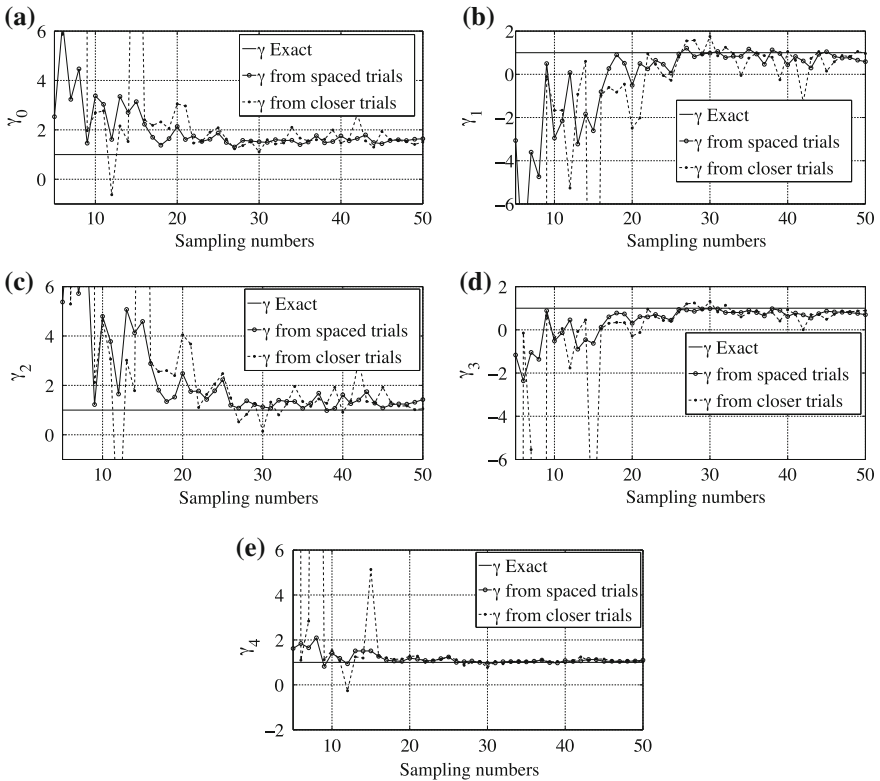 (a)
6
4
2
0
γ0
γ Exact
γ from spaced trials
γ from closer trials
10 20 30 40 50
Sampling numbers
(b)
2
0
−2
−4
−6
γ1
γ Exact
γ from spaced trials
γ from closer trials
10 20 30 40 50
Sampling numbers
(c)
6
4
2
0
γ2
γ Exact
γ from spaced trials
γ from closer trials
10 20 30 40 50
Sampling numbers
(d)
2
0
−2
−4
−6
γ3
γ Exact
γ from spaced trials
γ from closer trials
10 20 30 40 50
Sampling numbers
(e)
6
4
2
0
−2
γ4
γ Exact
γ from spaced trials
γ from closer trials
10 20 30 40 50
Sampling numbers